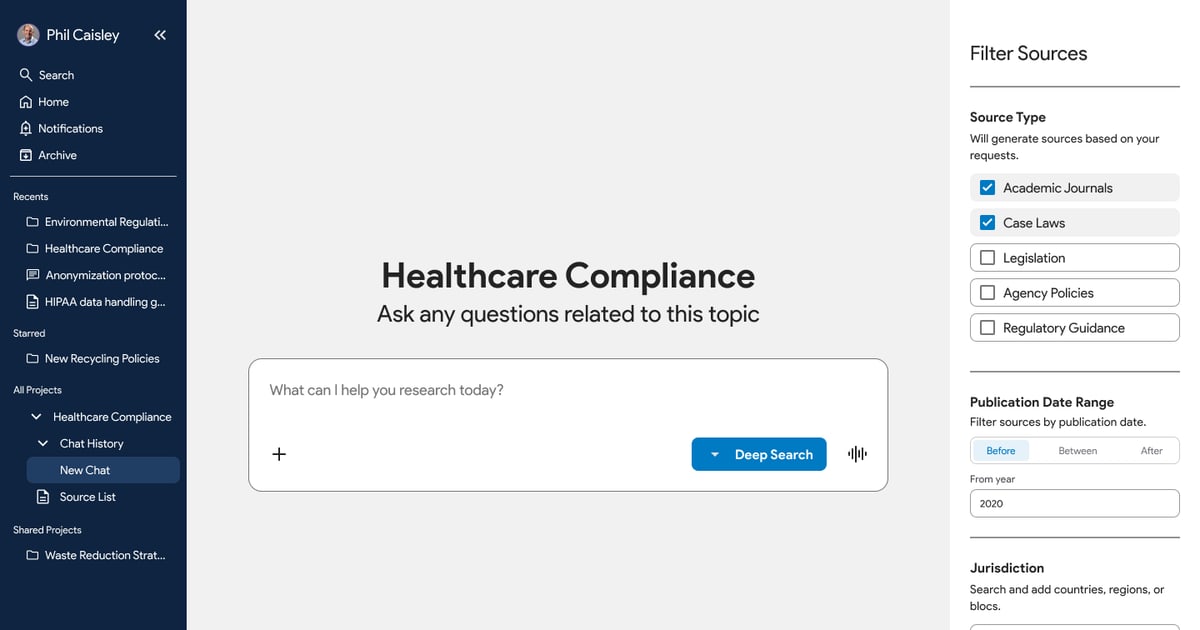 Phil Caisley
Search
Home
Notifications
Archive
Recents
Environmental Regulati...
Healthcare Compliance
Anonymization protoc...
HIPAA data handling g...
Starred
New Recycling Policies
All Projects
Healthcare Compliance
Chat History
New Chat
Source List
Shared Projects
Waste Reduction Strat...
Healthcare Compliance
Ask any questions related to this topic
What can I help you research today?
Deep Search
Filter Sources
Source Type
Will generate sources based on your
requests.
Academic Journals
Case Laws
Legislation
Agency Policies
Regulatory Guidance
Publication Date Range
Filter sources by publication date.
Before Between After
From year
2020
Jurisdiction
Search and add countries, regions, or
blocs.